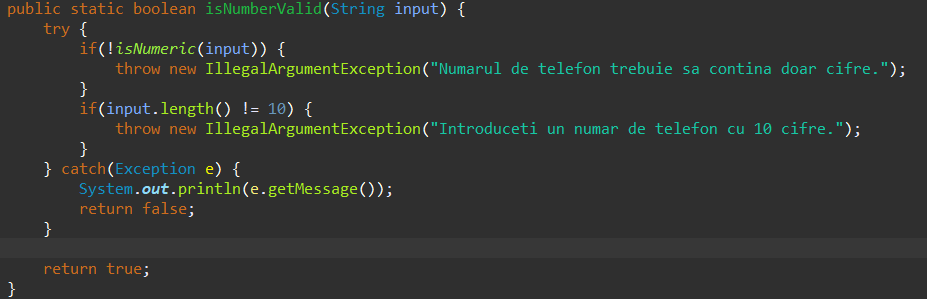 public static boolean isNumberValid(String input) {
    try {
        if(!isNumeric(input)) {
            throw new IllegalArgumentException("Numarul de telefon trebuie sa contina doar cifre.");
        }
        if(input.length() != 10) {
            throw new IllegalArgumentException("Introduceti un numar de telefon cu 10 cifre.");
        }
    } catch(Exception e) {
        System.out.println(e.getMessage());
        return false;
    }

    return true;
}